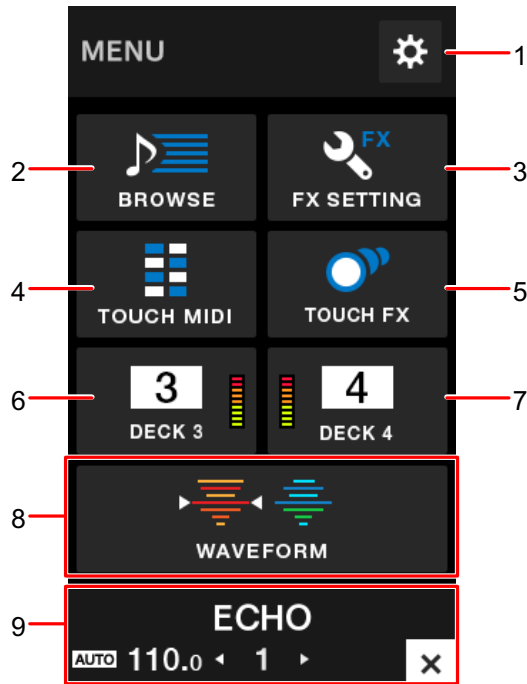 MENU
1
2
FX
3
BROWSE
FX SETTING
4
5
TOUCH MIDI
TOUCH FX
6
3
4
7
DECK 3
DECK 4
8
WAVEFORM
9
ECHO
AUTO 110.0 1